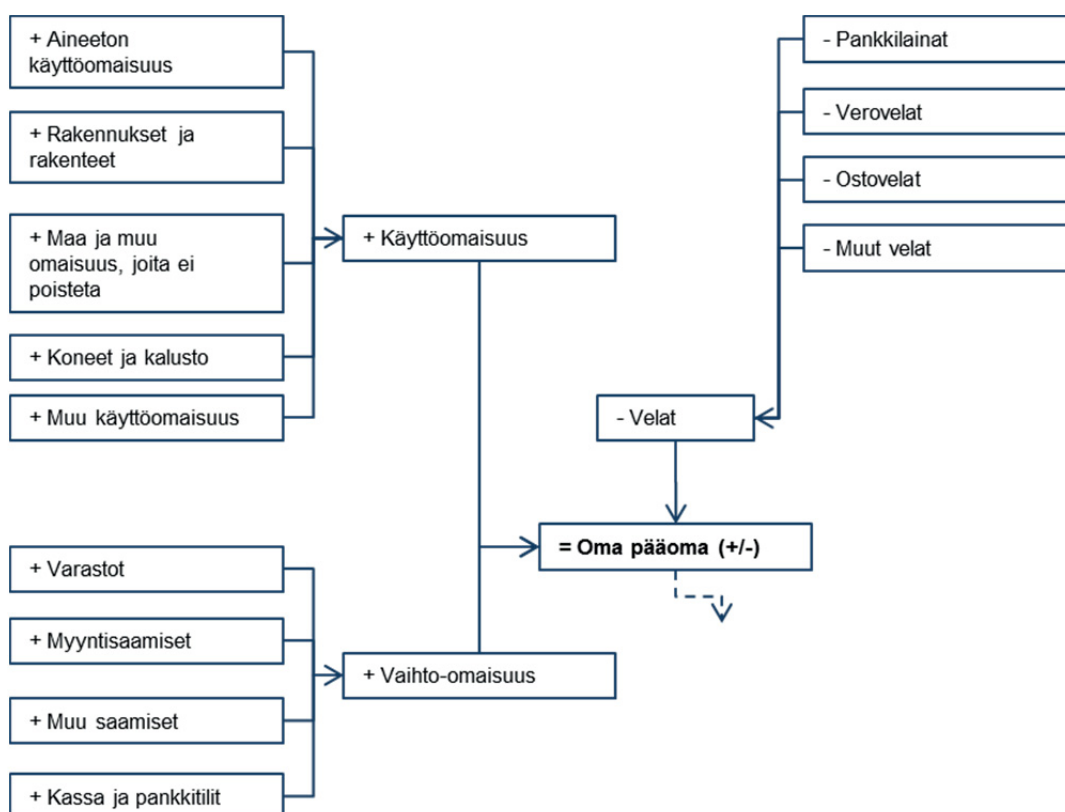 + Aineeton
käyttöomaisuus
+ Rakennukset ja
rakenteet
+ Maa ja muu
omaisuus, joita ei
poisteta
+ Koneet ja kalusto
+ Muu käyttöomaisuus
+ Käyttöomaisuus
- Pankkilainat
- Verovelat
- Ostovelat
- Muut velat
- Velat
= Oma pääoma (+/-)
+ Varastot
+ Myyntisaamiset
+ Muu saamiset
+ Kassa ja pankkitilit
+ Vaihto-omaisuus